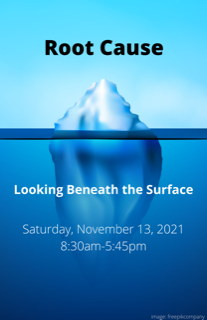 Root Cause
Looking Beneath the Surface
Saturday, November 13, 2021
8:30am-5:45pm
image: freepikcompany